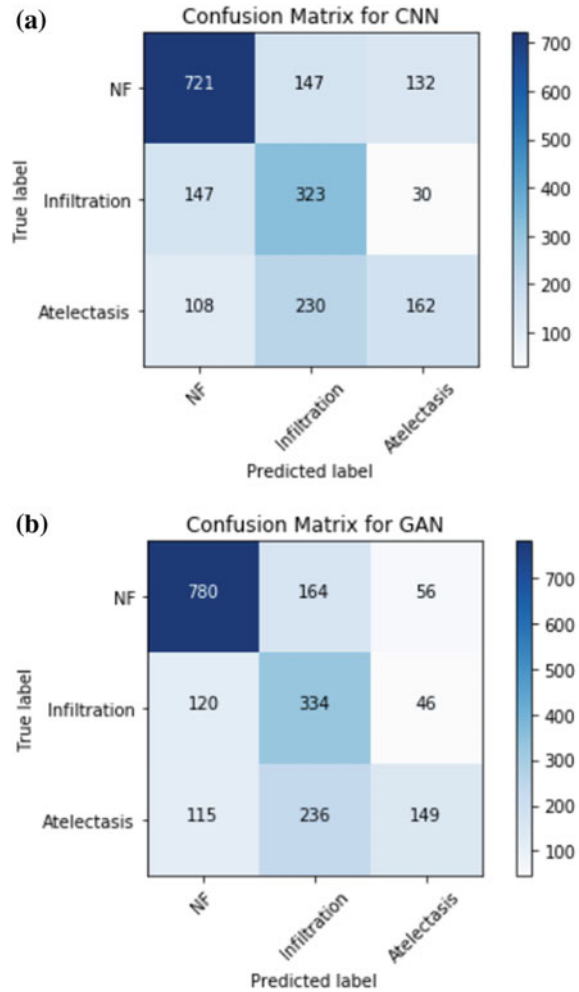 (a)
Confusion Matrix for CNN
True label
NF
721 147 132
700
600
500
400
300
200
100
Infiltration
147 323 30
Atelectasis
108 230 162
NF
Infiltration
Atelectasis
Predicted label
(b)
Confusion Matrix for GAN
True label
NF
780 164 56
700
600
500
400
300
200
100
Infiltration
120 334 46
Atelectasis
115 236 149
NF
Infiltration
Atelectasis
Predicted label